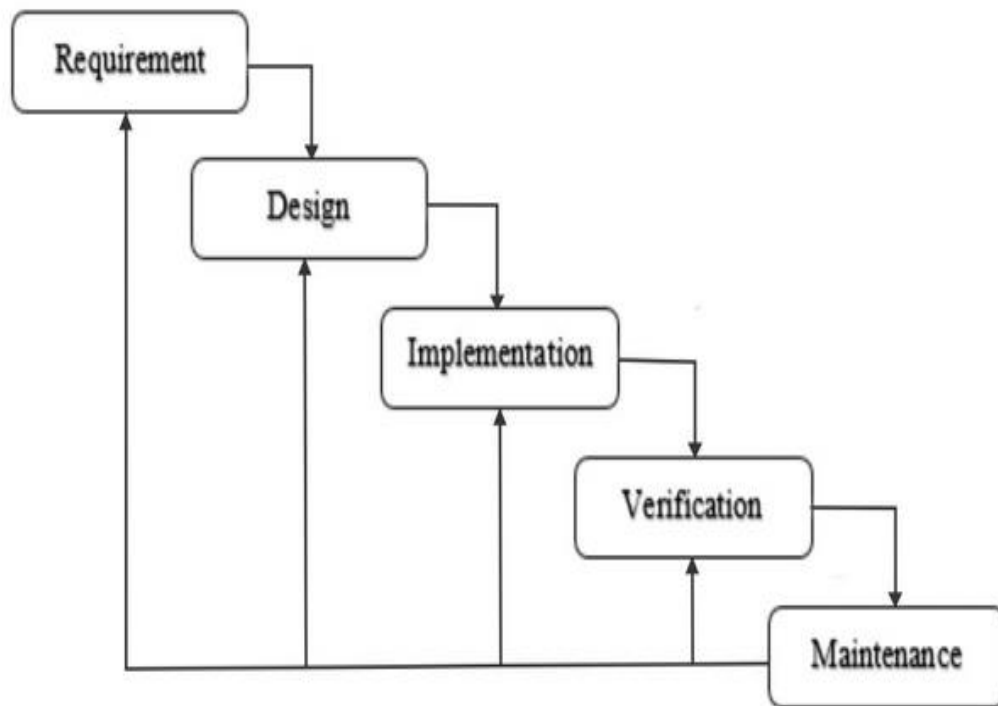 Requirement
Design
Implementation
Verification
Maintenance